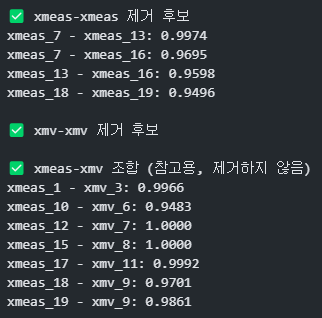 ✅ xmeas-xmeas 제거 후보
xmeas_7 - xmeas_13: 0.9974
xmeas_7 - xmeas_16: 0.9695
xmeas_13 - xmeas_16: 0.9598
xmeas_18 - xmeas_19: 0.9496
✅ xmv-xmv 제거 후보
✅ xmeas-xmv 조합 (참고용, 제거하지 않음)
xmeas_1 - xmv_3: 0.9966
xmeas_10 - xmv_6: 0.9483
xmeas_12 - xmv_7: 1.0000
xmeas_15 - xmv_8: 1.0000
xmeas_17 - xmv_11: 0.9992
xmeas_18 - xmv_9: 0.9701
xmeas_19 - xmv_9: 0.9861